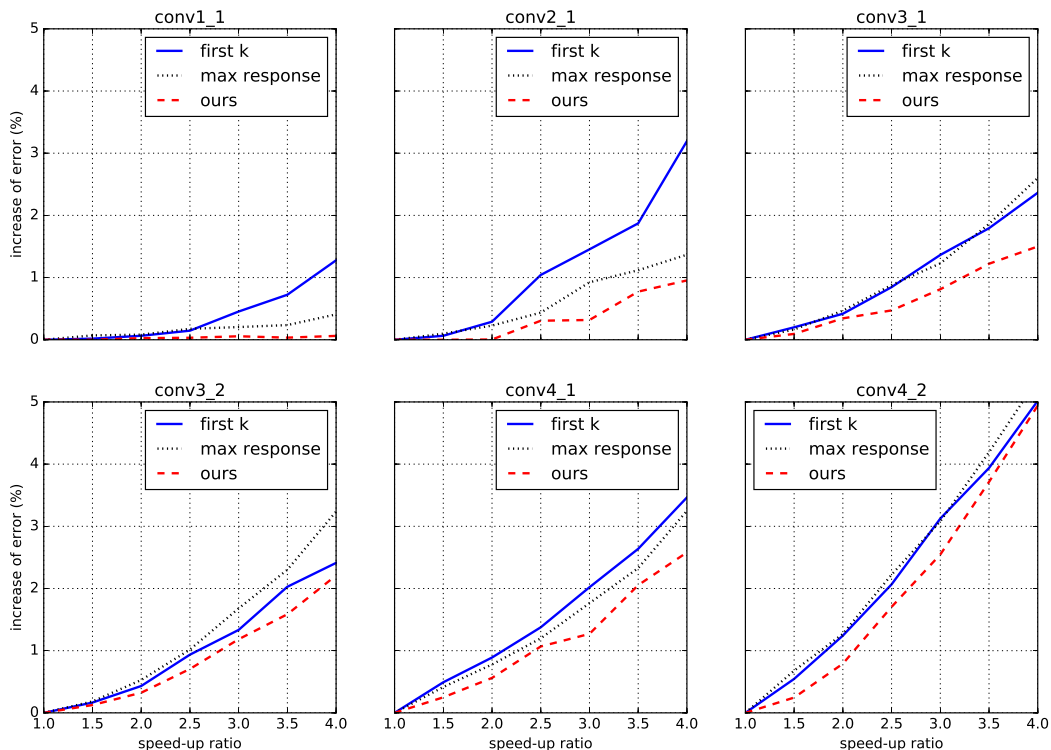 conv1_1 conv2_1 conv3_1
5
4
3
2
1
0
increase of error (%)
first k
max response
ours
first k
max response
ours
first k
max response
ours
conv3_2 conv4_1 conv4_2
5
4
3
2
1
0
increase of error (%)
first k
max response
ours
first k
max response
ours
first k
max response
ours
1.0 1.5 2.0 2.5 3.0 3.5 4.0
1.0 1.5 2.0 2.5 3.0 3.5 4.0
1.0 1.5 2.0 2.5 3.0 3.5 4.0
speed-up ratio speed-up ratio speed-up ratio